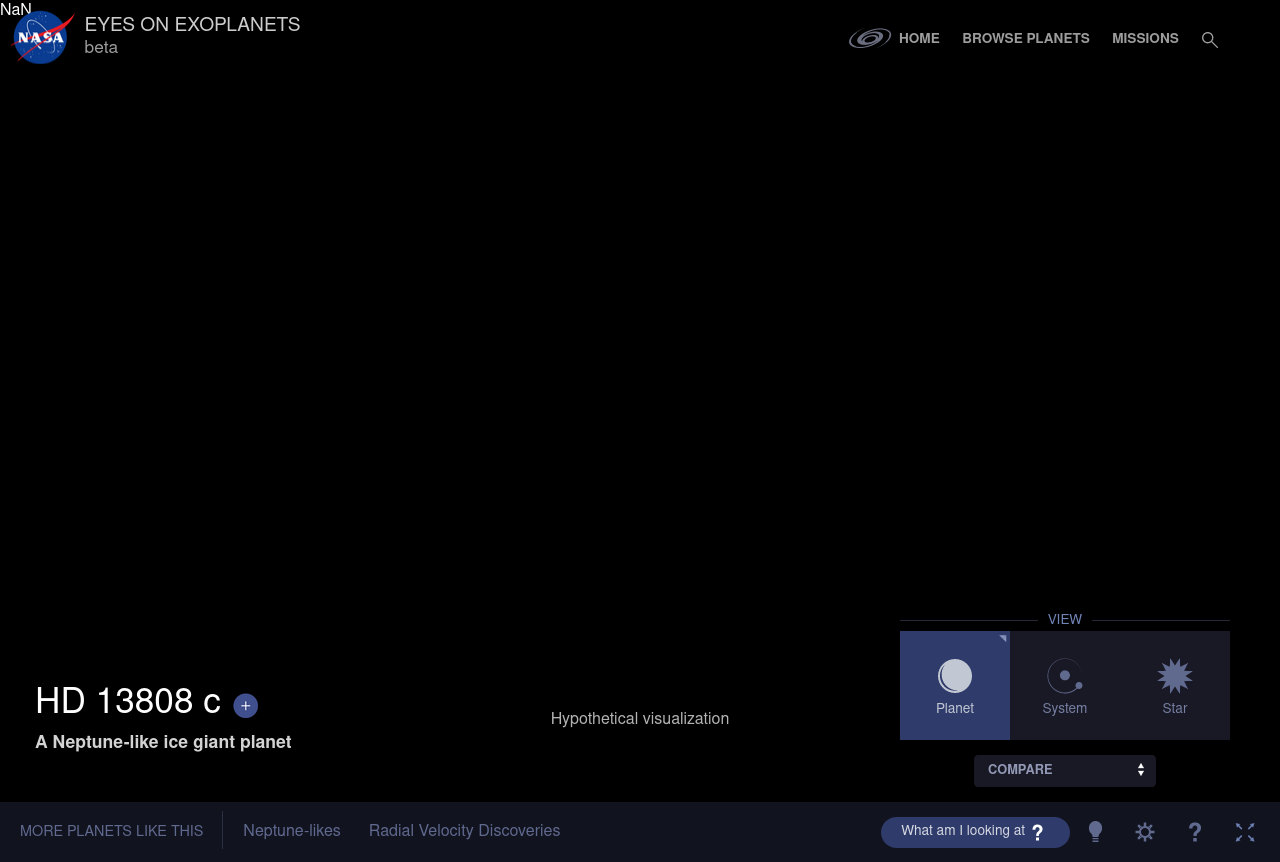 NaN
NASA
EYES ON EXOPLANETS
beta
HOME
BROWSE PLANETS
MISSIONS
VIEW
Planet
System
Star
HD 13808 c +
A Neptune-like ice giant planet
Hypothetical visualization
COMPARE
MORE PLANETS LIKE THIS
Neptune-likes
Radial Velocity Discoveries
What am I looking at ?
?